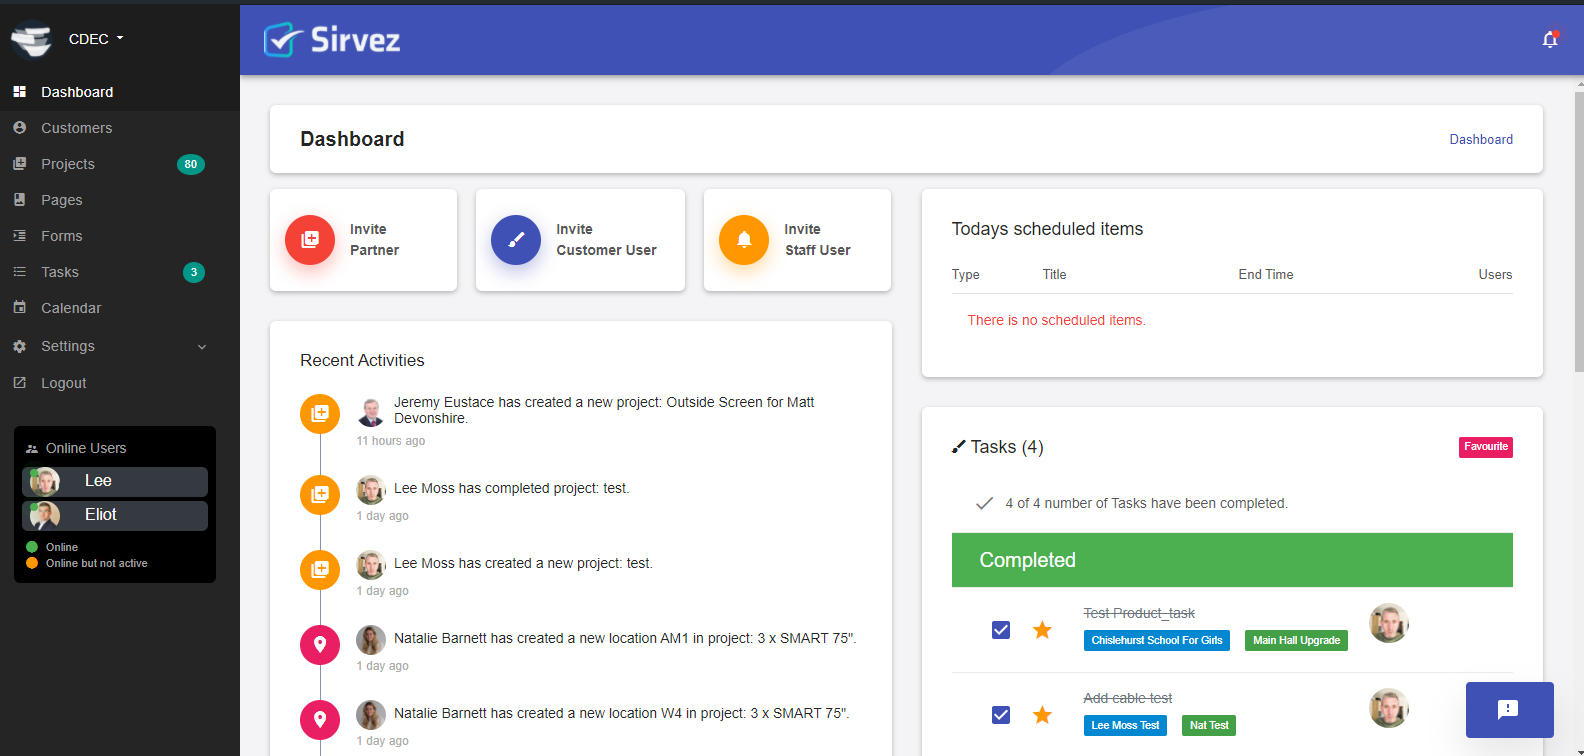 CDEC
Sirvez
Dashboard
Customers
Projects 80
Pages
Forms
Tasks 3
Calendar
Settings
Logout
Online Users
Lee
Eliot
Online
Online but not active
Dashboard
Dashboard
Invite
Partner
Invite
Customer User
Invite
Staff User
Recent Activities
Jeremy Eustace has created a new project: Outside Screen for Matt
Devonshire.
11 hours ago
Lee Moss has completed project: test.
1 day ago
Lee Moss has created a new project: test.
1 day ago
Natalie Barnett has created a new location AM1 in project: 3 x SMART 75".
1 day ago
Natalie Barnett has created a new location W4 in project: 3 x SMART 75".
1 day ago
Todays scheduled items
Type Title End Time Users
There is no scheduled items.
Tasks (4) Favourite
4 of 4 number of Tasks have been completed.
Completed
Test Product_task
Chislehurst School For Girls Main Hall Upgrade
Add cable test
Lee Moss Test Nat Test